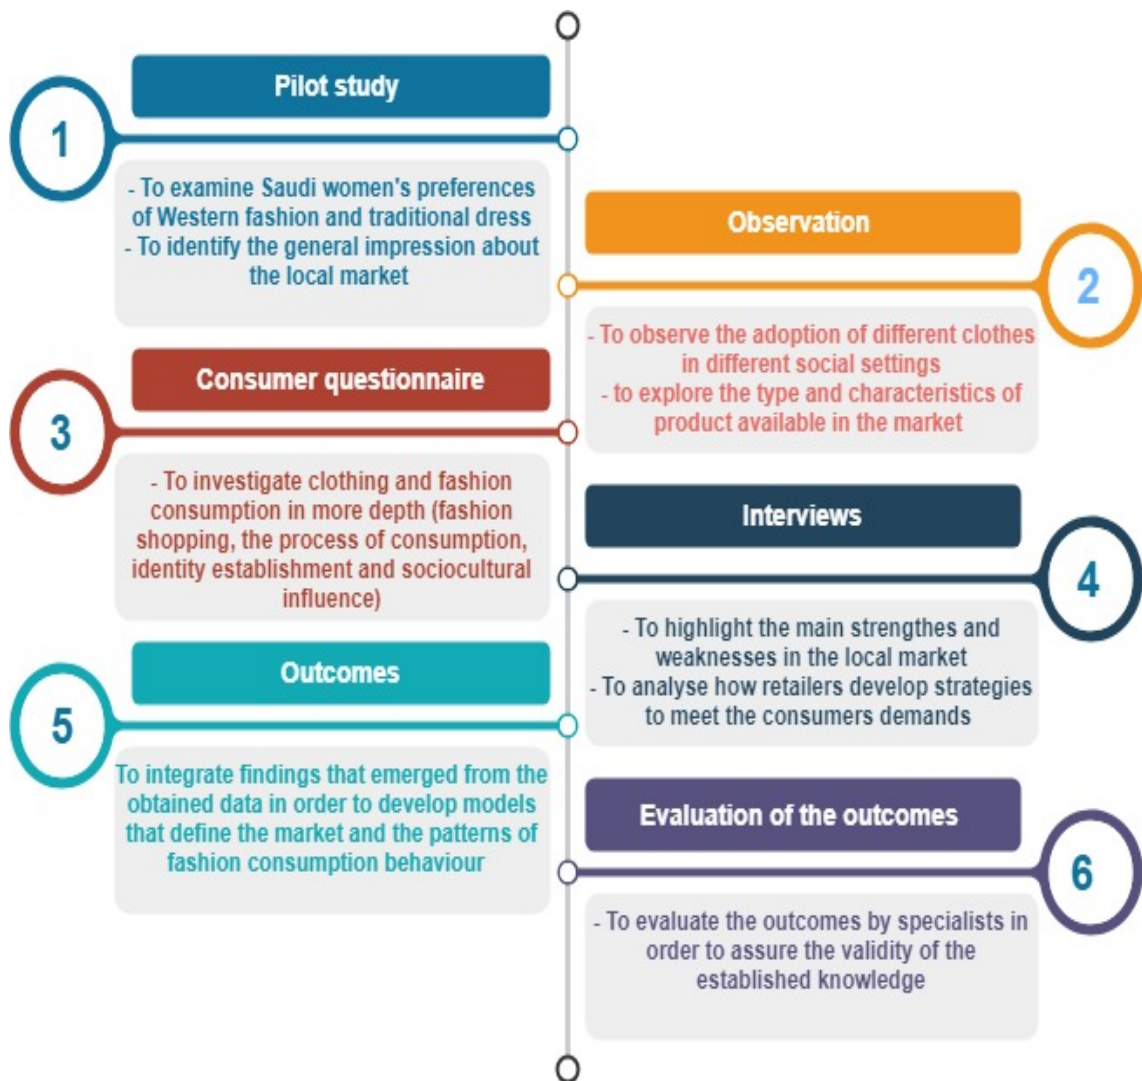 1
Pilot study
- To examine Saudi women's preferences
of Western fashion and traditional dress
- To identify the general impression about
the local market
2
Observation
- To observe the adoption of different clothes
in different social settings
- to explore the type and characteristics of
product available in the market
3
Consumer questionnaire
- To investigate clothing and fashion
consumption in more depth (fashion
shopping, the process of consumption,
identity establishment and sociocultural
influence)
4
Interviews
- To highlight the main strengthes and
weaknesses in the local market
- To analyse how retailers develop strategies
to meet the consumers demands
5
Outcomes
To integrate findings that emerged from the
obtained data in order to develop models
that define the market and the patterns of
fashion consumption behaviour
6
Evaluation of the outcomes
- To evaluate the outcomes by specialists in
order to assure the validity of the
established knowledge